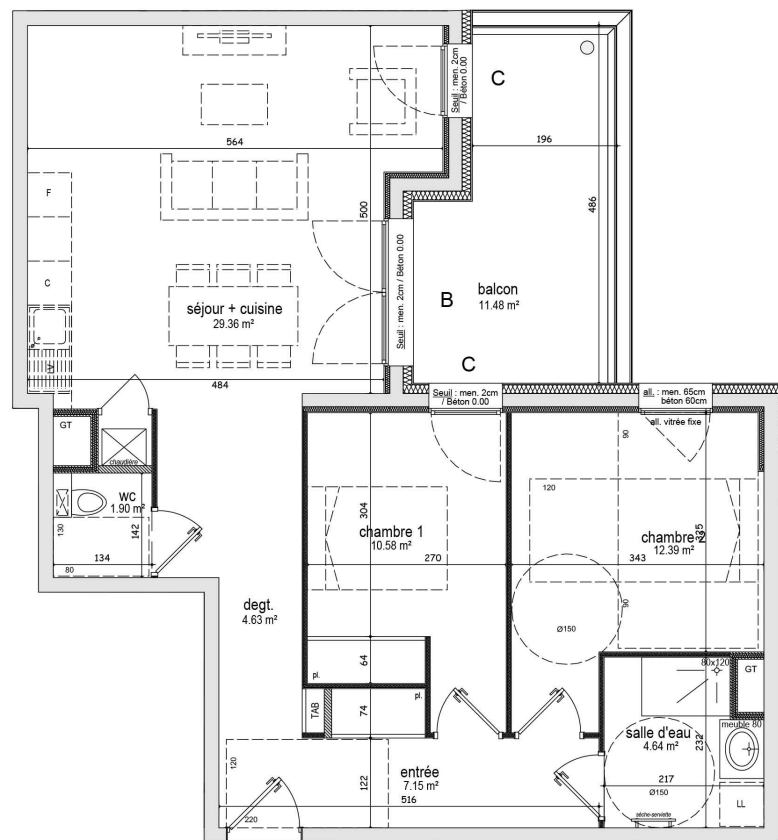 Seuil : men. 2cm
/ Béton 0.00
C
564
196
F
500
486
C
Seuil : men. 2cm / Béton 0.00
B
balcon
11.48 m²
séjour + cuisine
29.36 m²
LV
484
C
Seuil : men. 2cm
/ Béton 0.00
all. : men. 65cm
béton 60cm
all. vitrée fixe
GT
chaudière
90
wc
1.90 m²
130
142
134
80
304
chambre 1
10.58 m²
270
120
chambre 2
12.39 m²
325
343
90
Ø150
degt.
4.63 m²
64
pl.
pl.
TAB
74
80x120
GT
meuble 80
salle d'eau
4.64 m²
232
217
Ø150
LL
sèche-serviette
120
122
entrée
7.15 m²
516
220